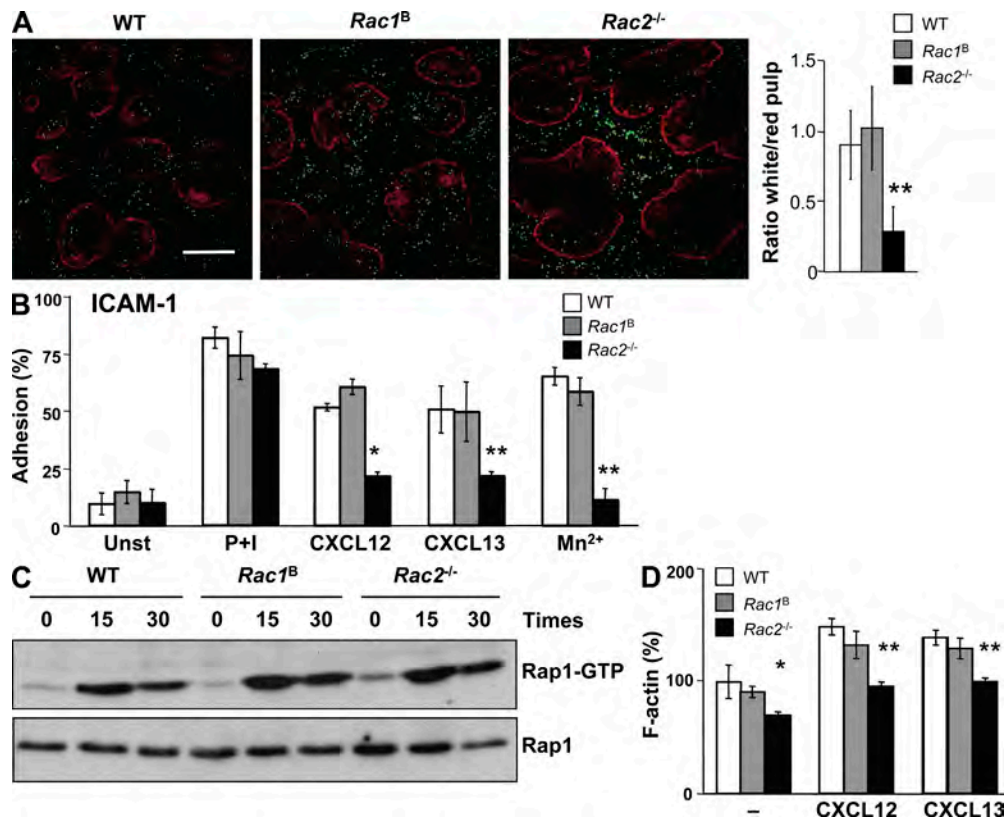 A WT Rac1ᴮ Rac2⁻/⁻
WT
Rac1ᴮ
Rac2⁻/⁻
Ratio white/red pulp
1.5
1.0
0.5
0
**
B ICAM-1
WT
Rac1ᴮ
Rac2⁻/⁻
Adhesion (%)
100
75
50
25
0
* ** **
Unst P+I CXCL12 CXCL13 Mn²⁺
C WT Rac1ᴮ Rac2⁻/⁻
0 15 30 0 15 30 0 15 30 Times
Rap1-GTP
Rap1
D
WT
Rac1ᴮ
Rac2⁻/⁻
F-actin (%)
200
100
0
* ** **
– CXCL12 CXCL13